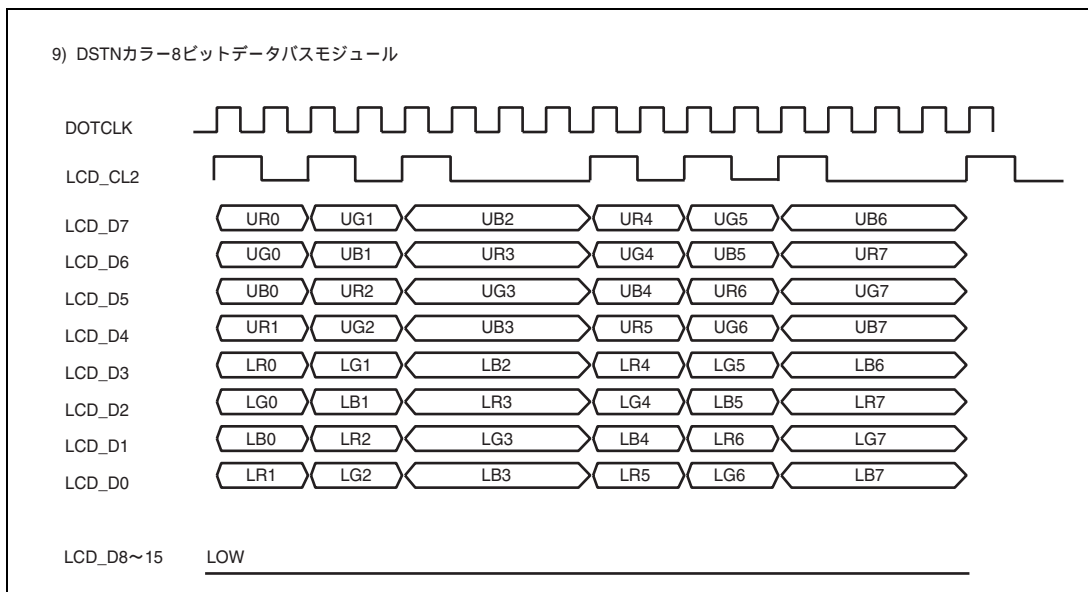 9) DSTNカラー8ビットデータバスモジュール
DOTCLK
LCD_CL2
LCD_D7 UR0 UG1 UB2 UR4 UG5 UB6
LCD_D6 UG0 UB1 UR3 UG4 UB5 UR7
LCD_D5 UB0 UR2 UG3 UB4 UR6 UG7
LCD_D4 UR1 UG2 UB3 UR5 UG6 UB7
LCD_D3 LR0 LG1 LB2 LR4 LG5 LB6
LCD_D2 LG0 LB1 LR3 LG4 LB5 LR7
LCD_D1 LB0 LR2 LG3 LB4 LR6 LG7
LCD_D0 LR1 LG2 LB3 LR5 LG6 LB7
LCD_D8～15 LOW